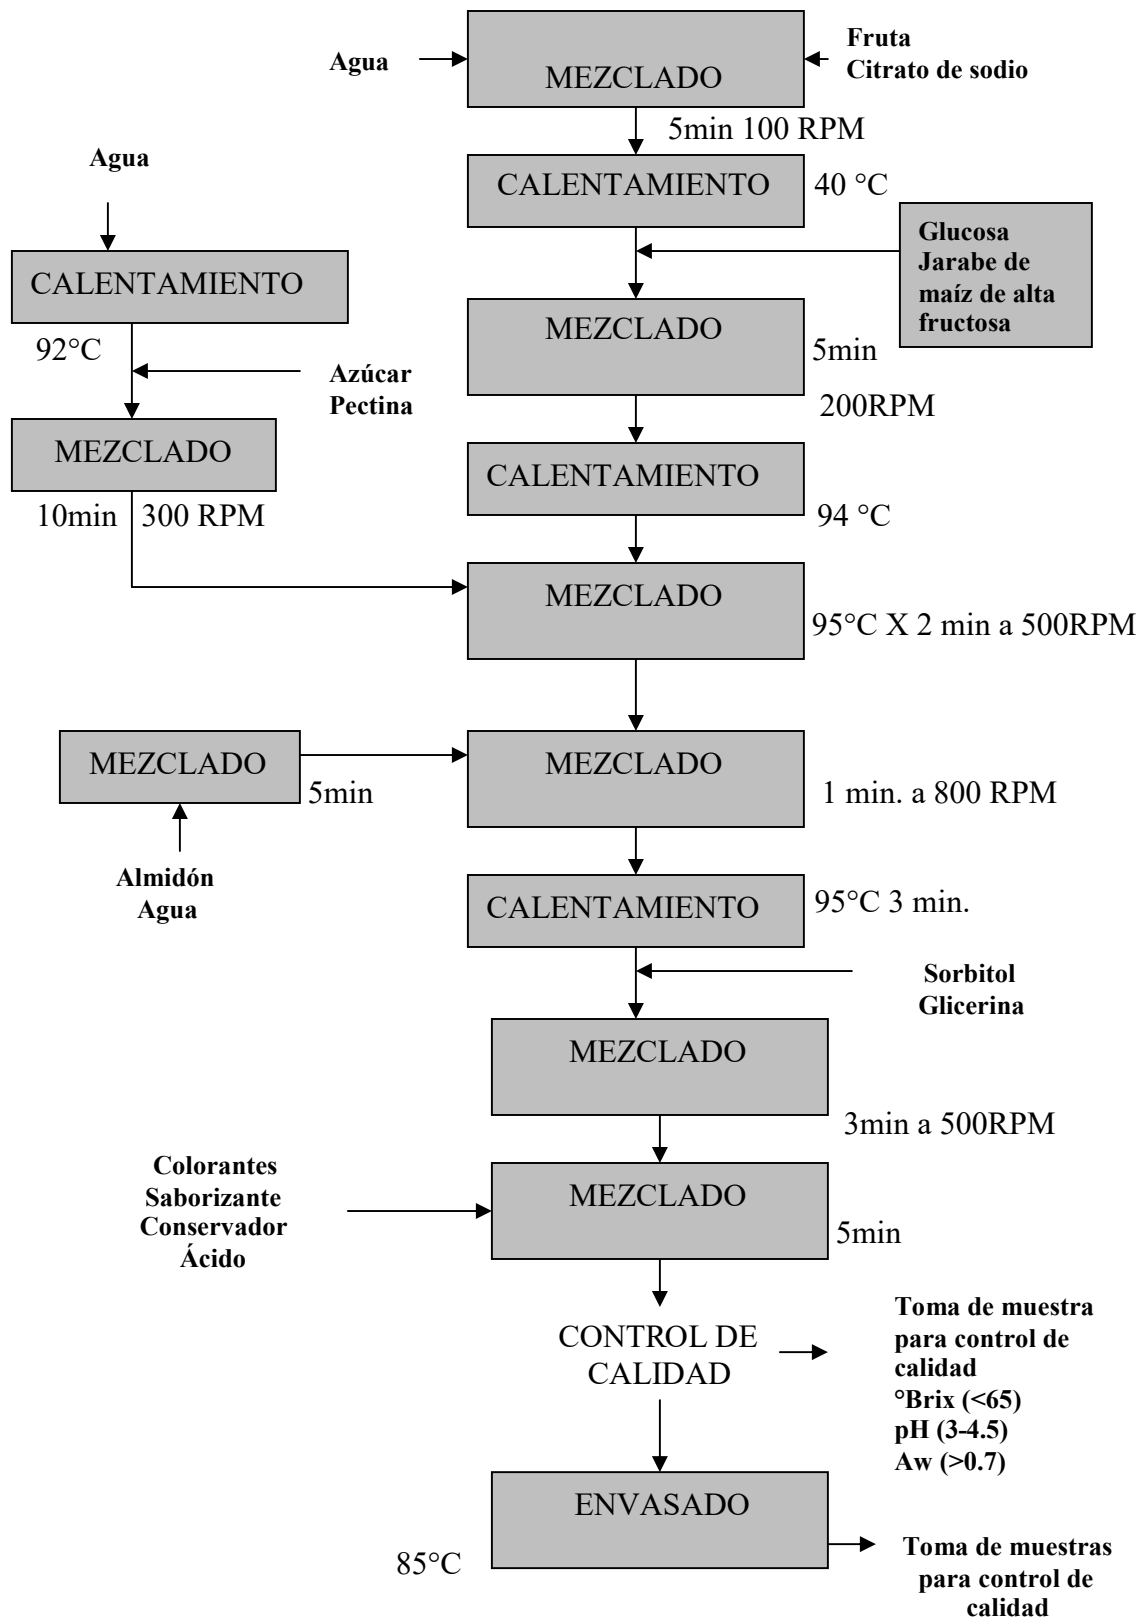 Agua
MEZCLADO
Fruta
Citrato de sodio
5min 100 RPM
Agua
CALENTAMIENTO
40 °C
Glucosa
Jarabe de
maíz de alta
fructosa
CALENTAMIENTO
92°C
Azúcar
Pectina
MEZCLADO
5min
200RPM
MEZCLADO
10min
300 RPM
CALENTAMIENTO
94 °C
MEZCLADO
95°C X 2 min a 500RPM
MEZCLADO
5min
Almidón
Agua
MEZCLADO
1 min. a 800 RPM
CALENTAMIENTO
95°C 3 min.
Sorbitol
Glicerina
MEZCLADO
3min a 500RPM
Colorantes
Saborizante
Conservador
Ácido
MEZCLADO
5min
CONTROL DE
CALIDAD
Toma de muestra
para control de
calidad
°Brix (<65)
pH (3-4.5)
Aw (>0.7)
ENVASADO
85°C
Toma de muestras
para control de
calidad